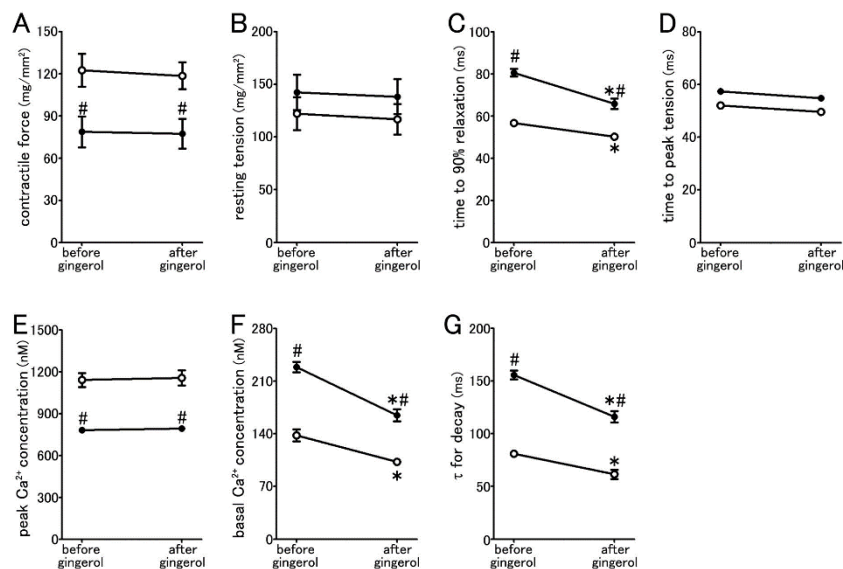 A
contractile force (mg/mm²)
150
120
90
60
30
0
#
#
before
gingerol
after
gingerol
B
resting tension (mg/mm²)
200
150
100
50
0
before
gingerol
after
gingerol
C
time to 90% relaxation (ms)
100
80
60
40
20
0
#
*#
*
before
gingerol
after
gingerol
D
time to peak tension (ms)
80
60
40
20
0
before
gingerol
after
gingerol
E
peak Ca²⁺ concentration (nM)
1500
1200
900
600
300
0
#
#
before
gingerol
after
gingerol
F
basal Ca²⁺ concentration (nM)
280
210
140
70
0
#
*#
*
before
gingerol
after
gingerol
G
τ for decay (ms)
200
150
100
50
0
#
*#
*
before
gingerol
after
gingerol